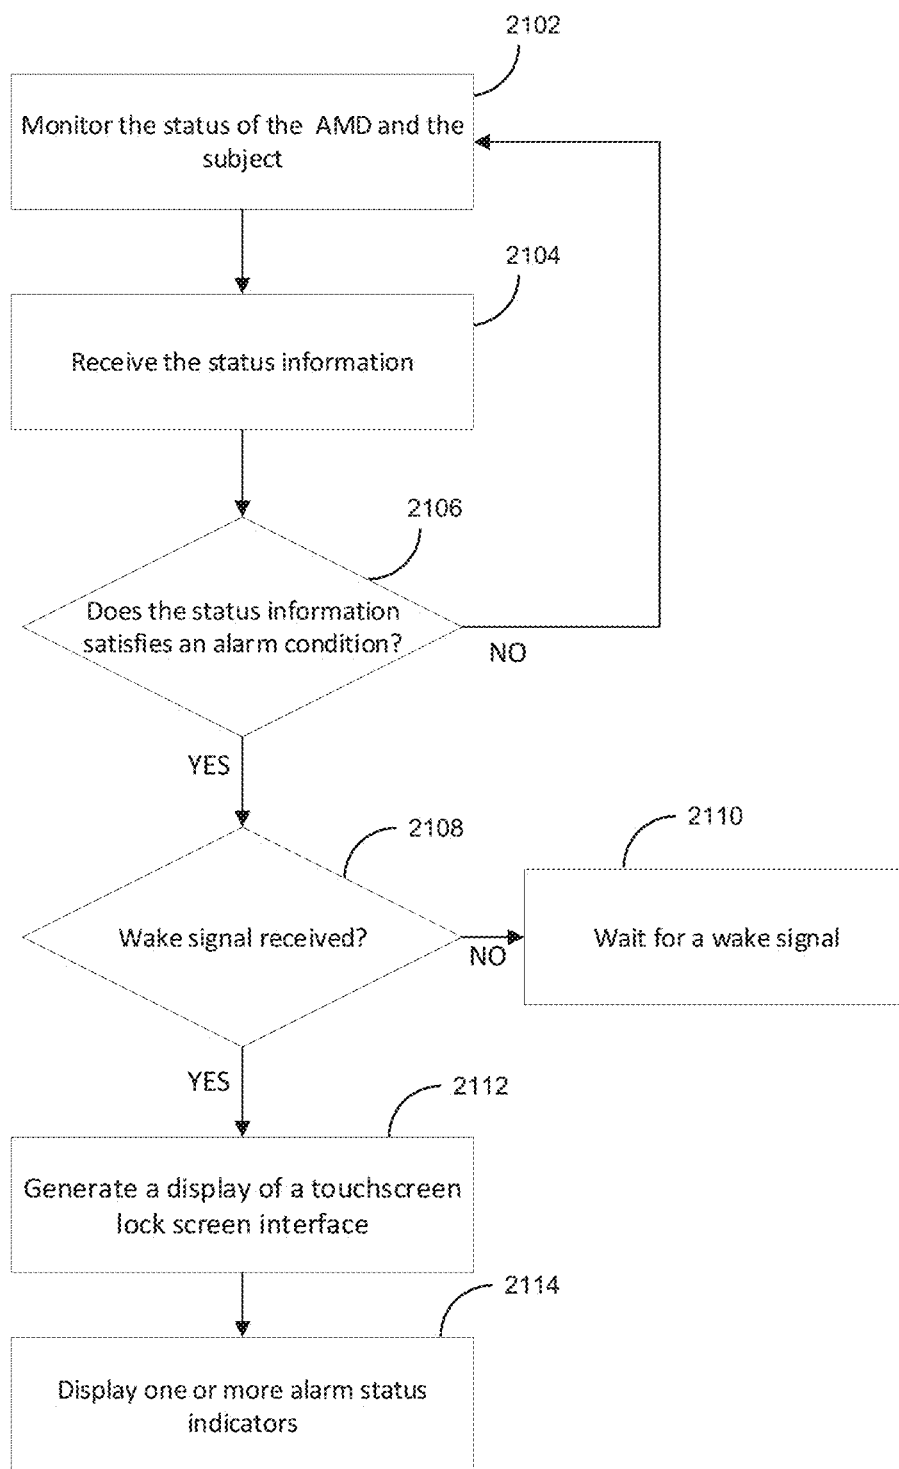 2102
Monitor the status of the AMD and the
subject
2104
Receive the status information
2106
Does the status information
satisfies an alarm condition?
NO
YES
2108
2110
Wake signal received?
NO
Wait for a wake signal
YES
2112
Generate a display of a touchscreen
lock screen interface
2114
Display one or more alarm status
indicators